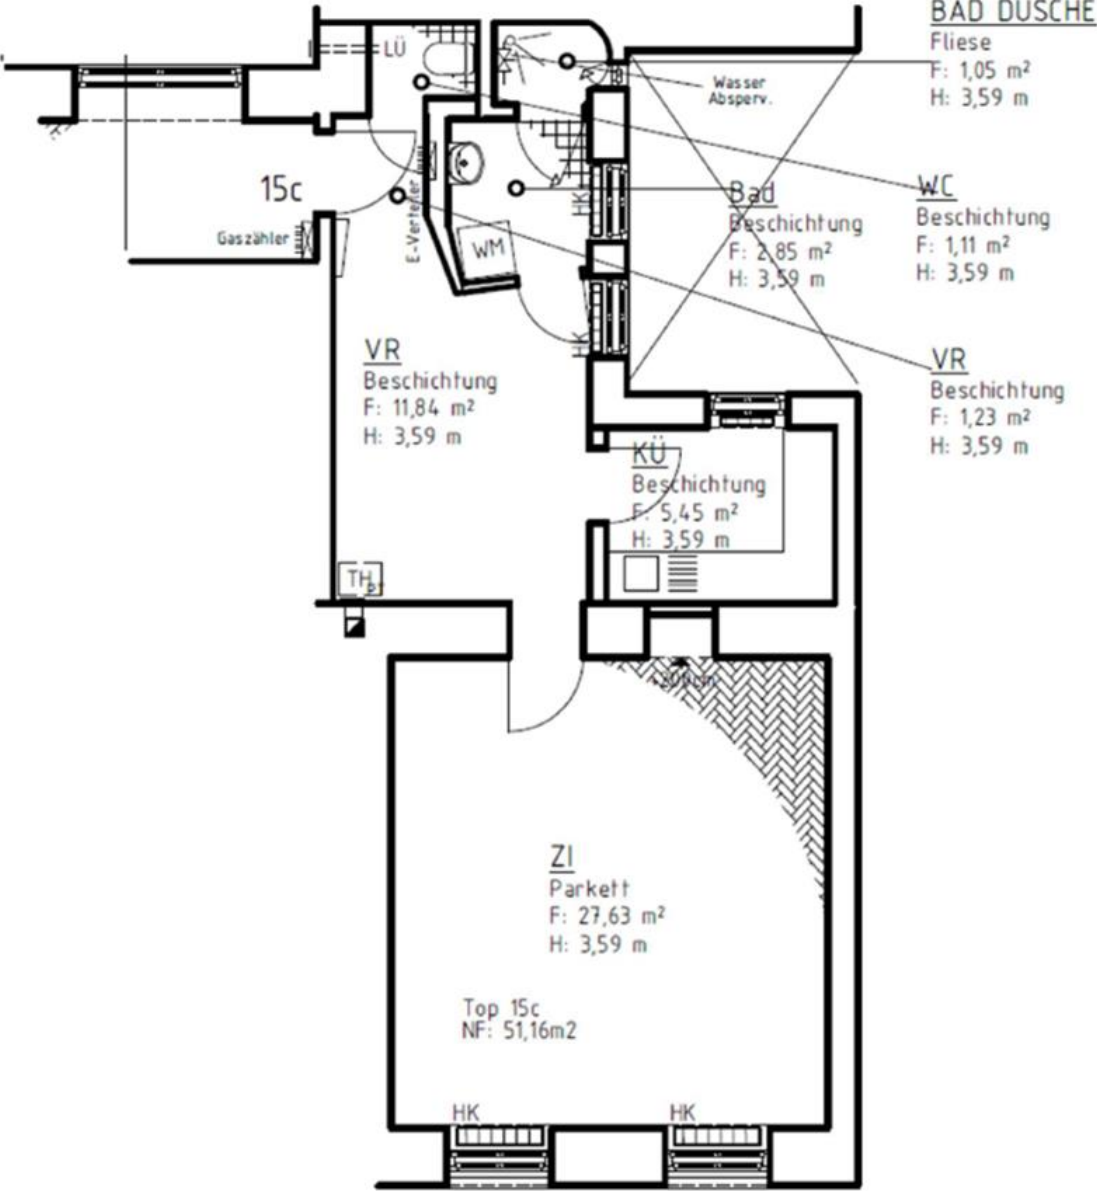 BAD DUSCHE
Fliese
F: 1,05 m²
H: 3,59 m
LÜ
Wasser
Absperv.
15c
Gaszähler
E-Verteiler
WM
HK
HK
Bad
Beschichtung
F: 2,85 m²
H: 3,59 m
WC
Beschichtung
F: 1,11 m²
H: 3,59 m
VR
Beschichtung
F: 11,84 m²
H: 3,59 m
VR
Beschichtung
F: 1,23 m²
H: 3,59 m
KÜ
Beschichtung
F: 5,45 m²
H: 3,59 m
TH
ZI
Parkett
F: 27,63 m²
H: 3,59 m
Top 15c
NF: 51,16m2
HK
HK